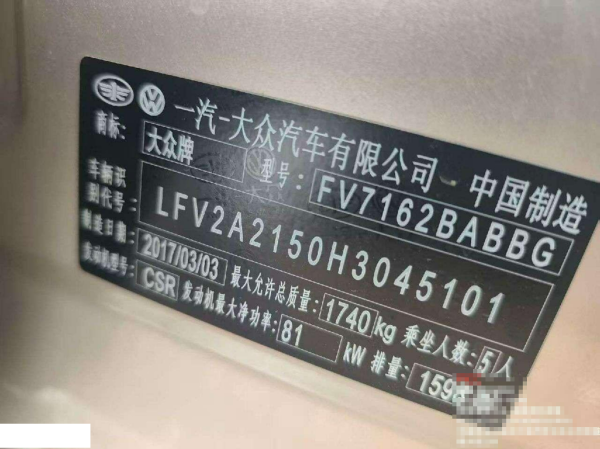 一汽-大众汽车有限公司 中国制造
商标: 大众牌 型号: FV7162BABBG
车辆识别代号: LFV2A2150H3045101
制造日期: 2017/03/03 最大允许总质量: 1740kg 乘坐人数: 5人
发动机型号: CSR 发动机最大净功率: 81 kW 排量: 1598